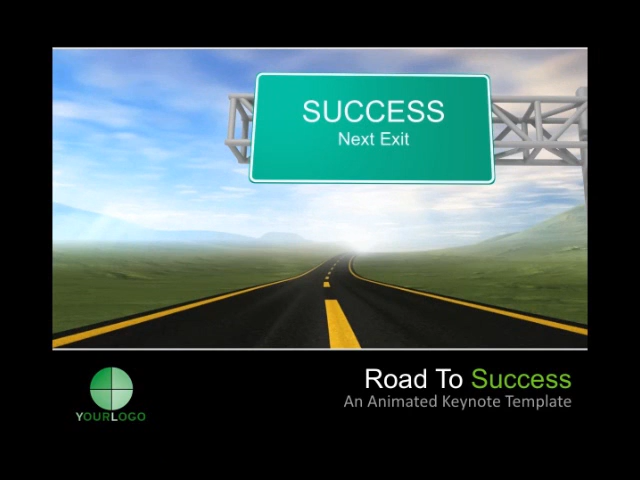 SUCCESS
Next Exit
Road To Success
An Animated Keynote Template
YOURLOGO